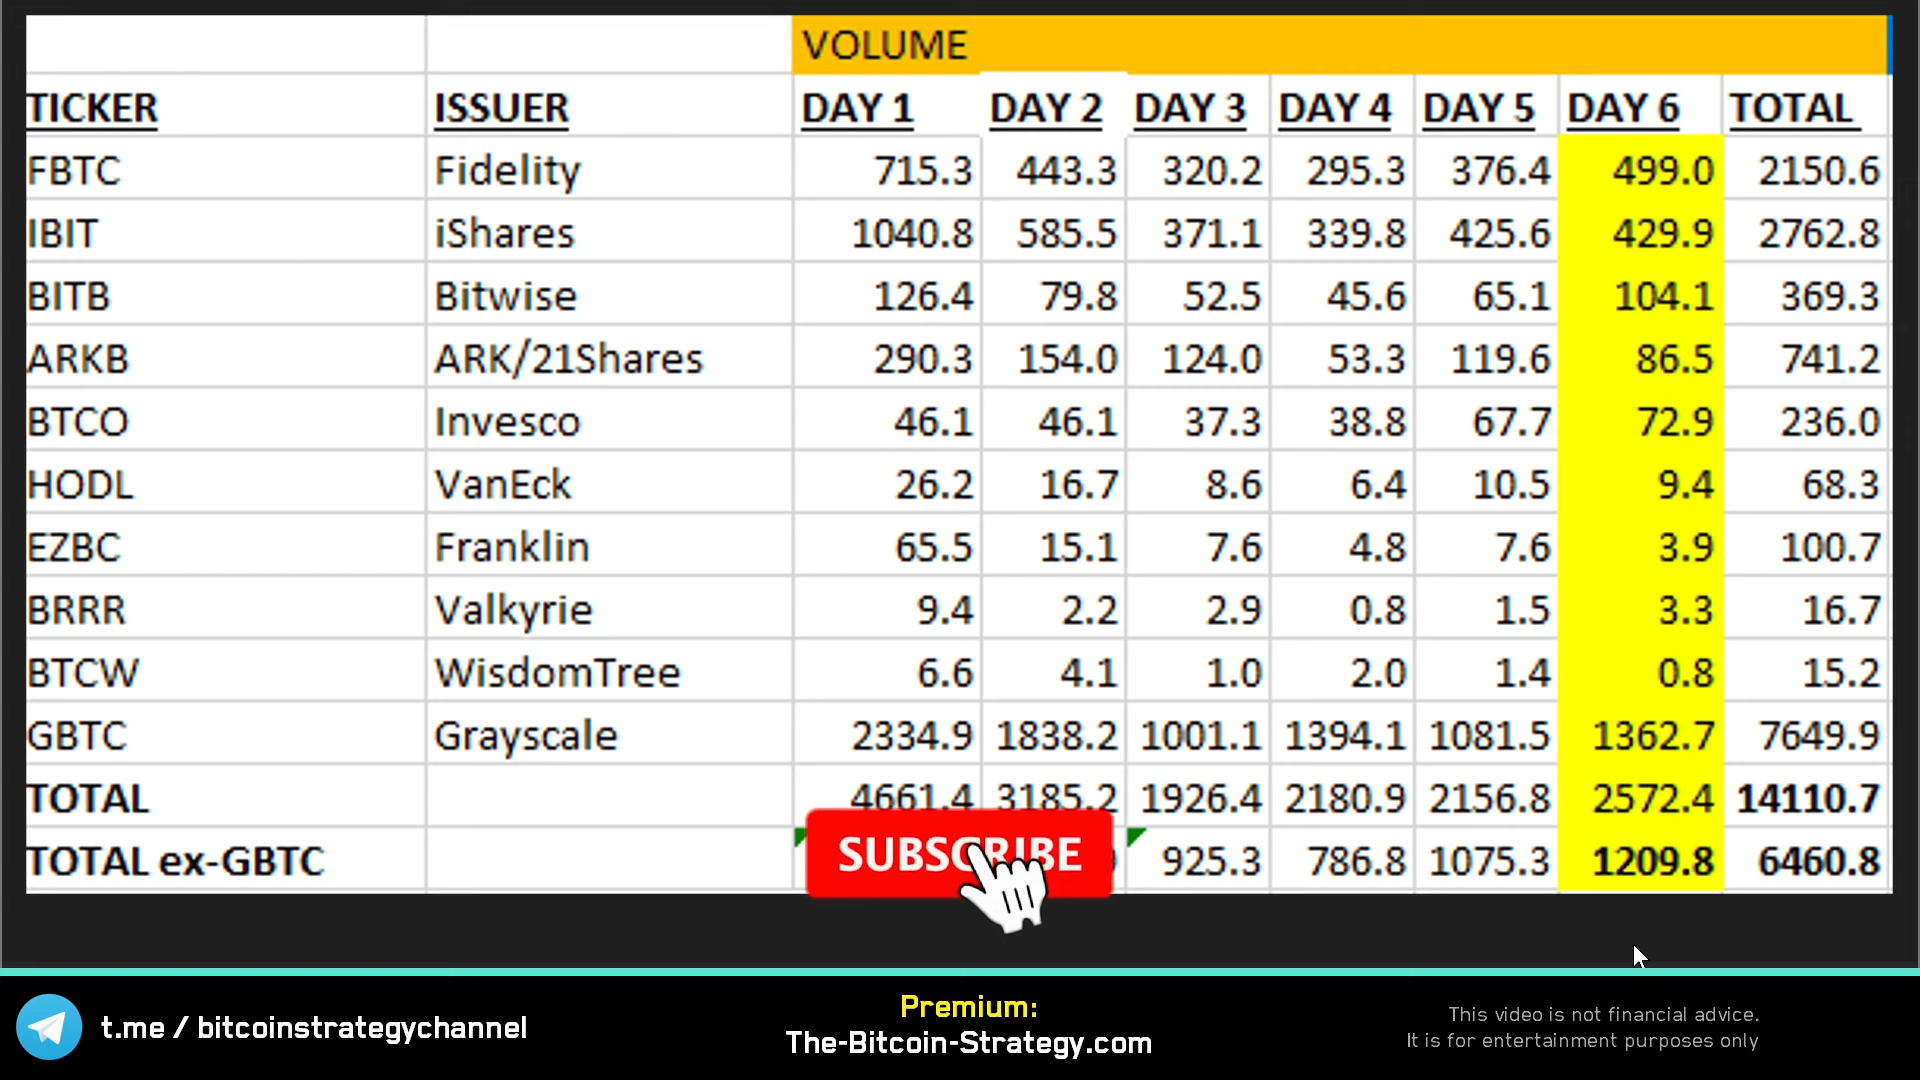 VOLUME
TICKER ISSUER DAY 1 DAY 2 DAY 3 DAY 4 DAY 5 DAY 6 TOTAL
FBTC Fidelity 715.3 443.3 320.2 295.3 376.4 499.0 2150.6
IBIT iShares 1040.8 585.5 371.1 339.8 425.6 429.9 2762.8
BITB Bitwise 126.4 79.8 52.5 45.6 65.1 104.1 369.3
ARKB ARK/21Shares 290.3 154.0 124.0 53.3 119.6 86.5 741.2
BTCO Invesco 46.1 46.1 37.3 38.8 67.7 72.9 236.0
HODL VanEck 26.2 16.7 8.6 6.4 10.5 9.4 68.3
EZBC Franklin 65.5 15.1 7.6 4.8 7.6 3.9 100.7
BRRR Valkyrie 9.4 2.2 2.9 0.8 1.5 3.3 16.7
BTCW WisdomTree 6.6 4.1 1.0 2.0 1.4 0.8 15.2
GBTC Grayscale 2334.9 1838.2 1001.1 1394.1 1081.5 1362.7 7649.9
TOTAL 4661.4 3185.2 1926.4 2180.9 2156.8 2572.4 14110.7
TOTAL ex-GBTC 925.3 786.8 1075.3 1209.8 6460.8
SUBSCRIBE
t.me / bitcoinstrategychannel
Premium:
The-Bitcoin-Strategy.com
This video is not financial advice.
It is for entertainment purposes only